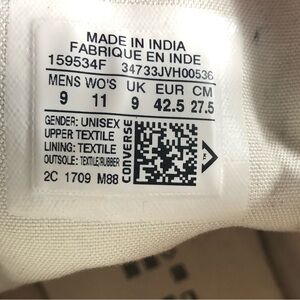 MADE IN INDIA
FABRIQUE EN INDE
159534F 34733JVH00536
MENS WO'S UK EUR CM
9 11 9 42.5 27.5
GENDER: UNISEX
UPPER TEXTILE
LINING: TEXTILE
OUTSOLE: TEXTILE/RUBBER
2C 1709 M88
CONVERSE